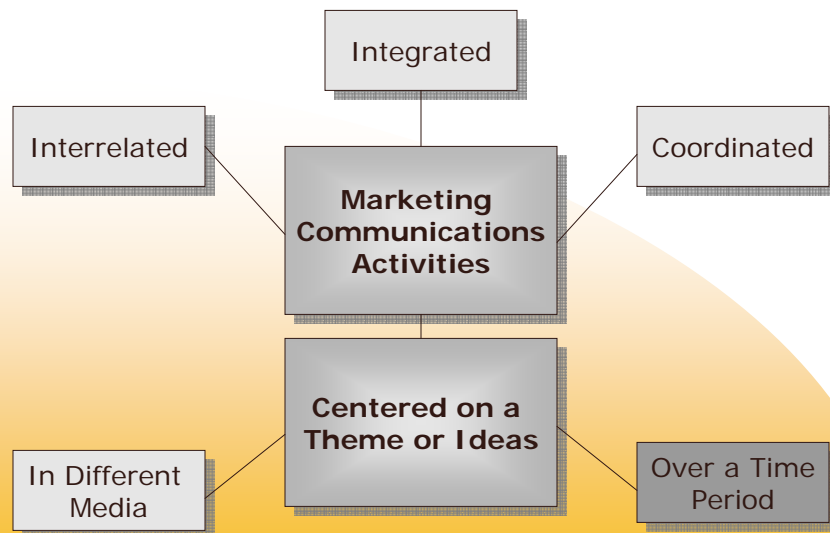 Integrated
Interrelated
Coordinated
Marketing
Communications
Activities
Centered on a
Theme or Ideas
In Different
Media
Over a Time
Period